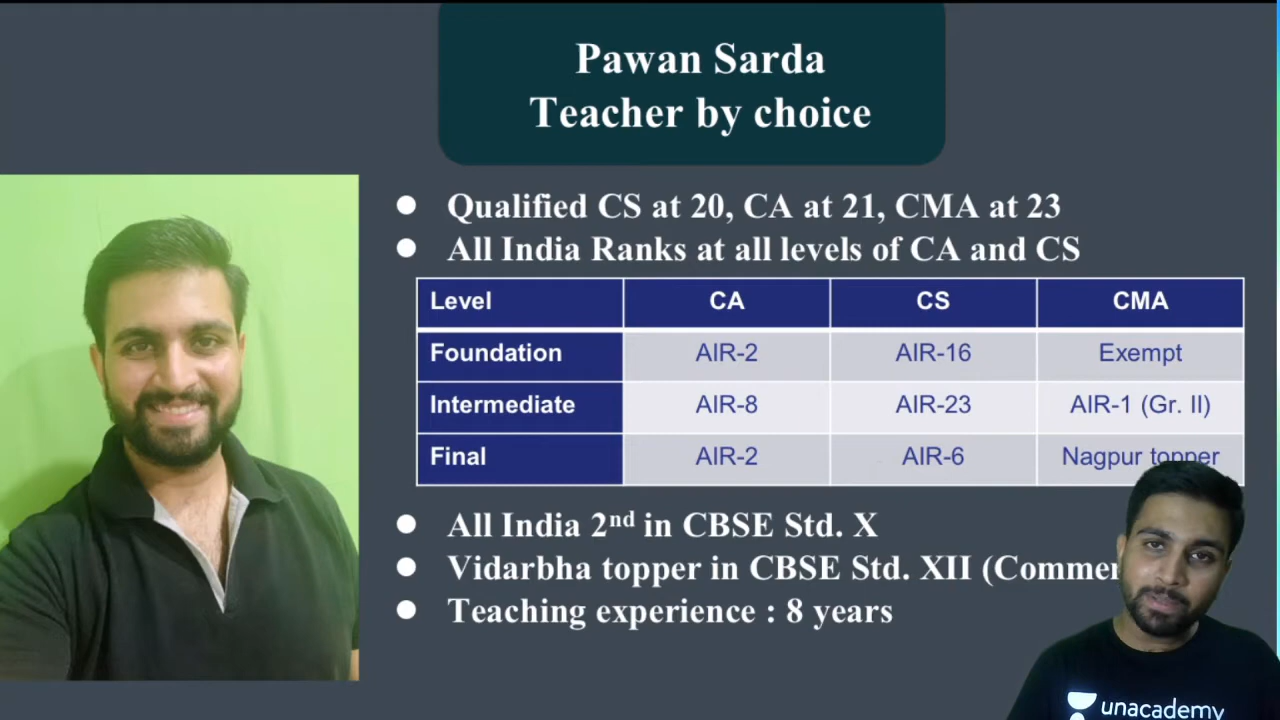 Pawan Sarda
Teacher by choice
● Qualified CS at 20, CA at 21, CMA at 23
● All India Ranks at all levels of CA and CS
Level CA CS CMA
Foundation AIR-2 AIR-16 Exempt
Intermediate AIR-8 AIR-23 AIR-1 (Gr. II)
Final AIR-2 AIR-6 Nagpur topper
● All India 2nd in CBSE Std. X
● Vidarbha topper in CBSE Std. XII
● Teaching experience : 8 years
unacademy